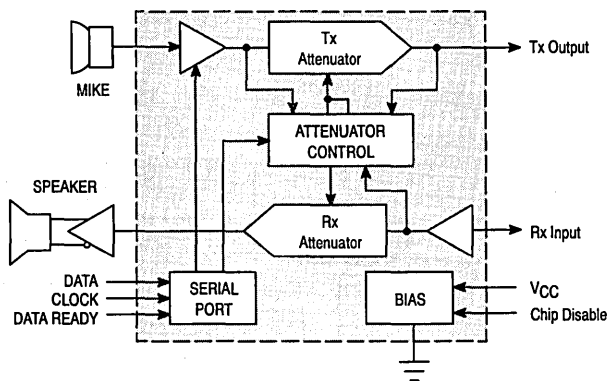 MIKE
Tx
Attenuator
Tx Output
ATTENUATOR
CONTROL
SPEAKER
Rx
Attenuator
Rx Input
DATA
CLOCK
DATA READY
SERIAL
PORT
BIAS
VCC
Chip Disable